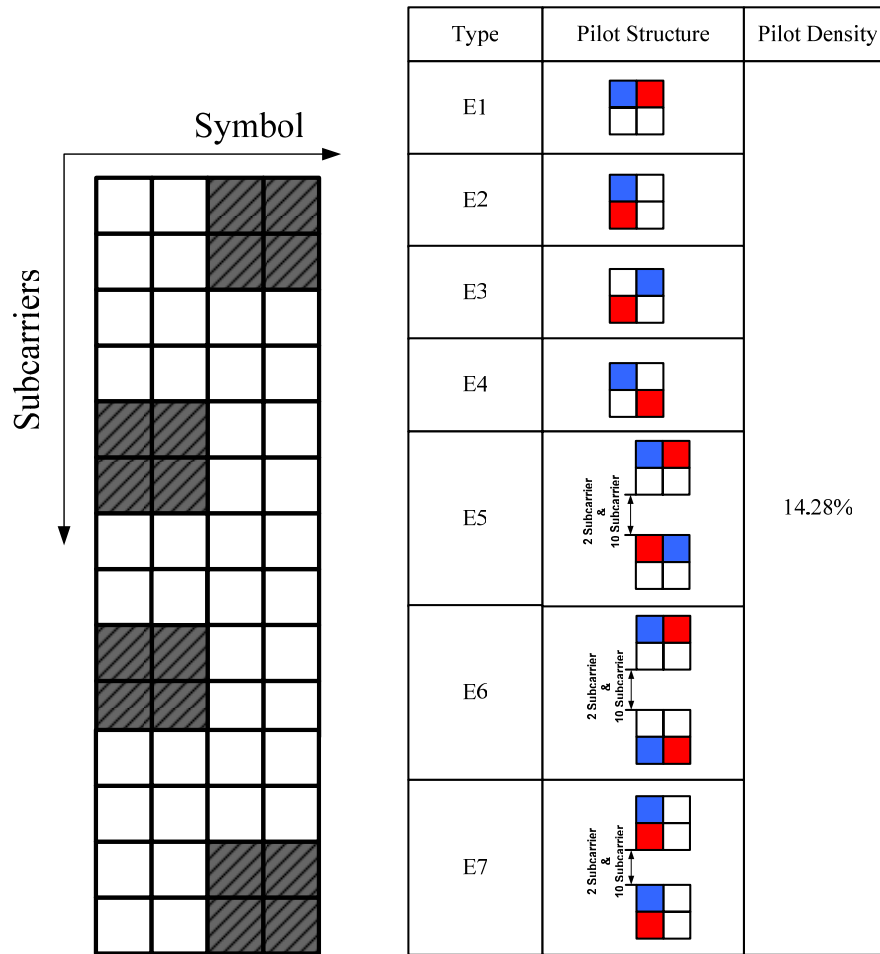 Symbol
Subcarriers
Type Pilot Structure Pilot Density
E1
E2
E3
E4
E5
2 Subcarrier
&
10 Subcarrier
14.28%
E6
2 Subcarrier
&
10 Subcarrier
E7
2 Subcarrier
&
10 Subcarrier